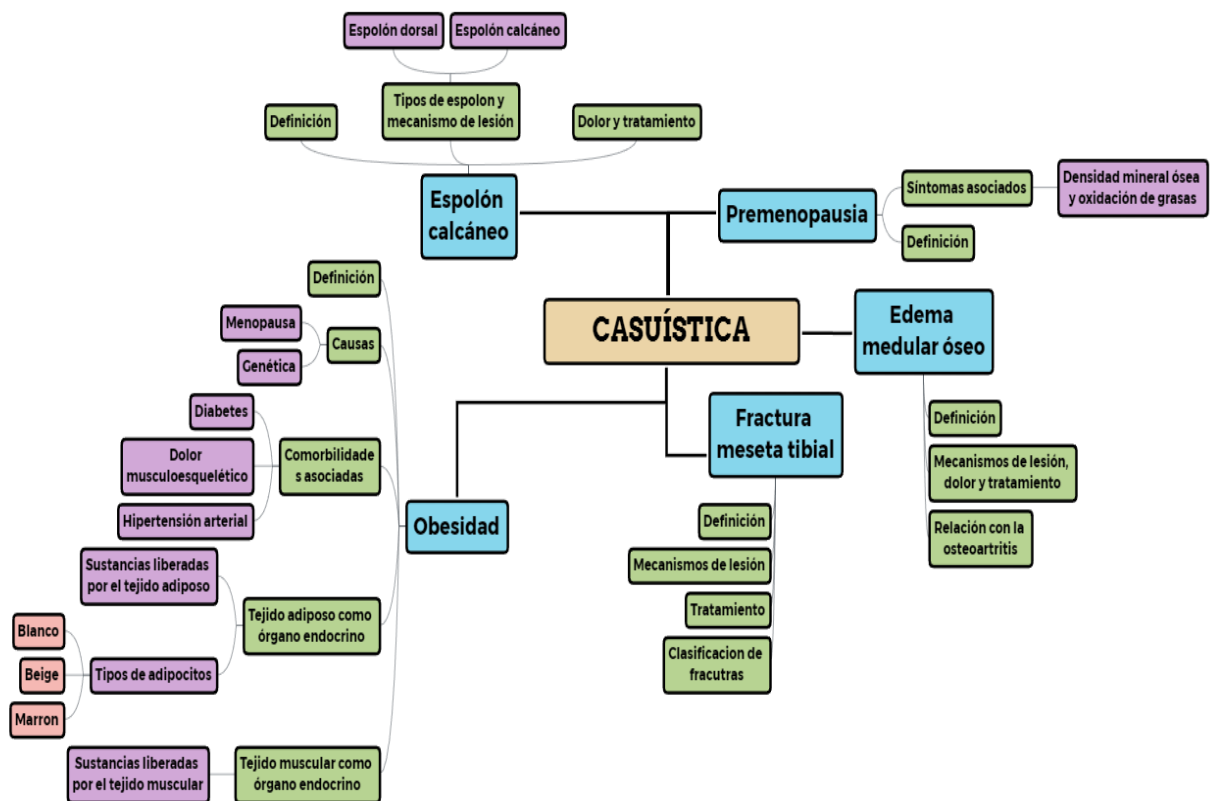 Espolón dorsal
Espolón calcáneo
Tipos de espolon y
mecanismo de lesión
Definición
Dolor y tratamiento
Espolón
calcáneo
Premenopausia
Síntomas asociados
Densidad mineral ósea
y oxidación de grasas
Definición
CASUÍSTICA
Edema
medular óseo
Definición
Mecanismos de lesión,
dolor y tratamiento
Relación con la
osteoartritis
Fractura
meseta tibial
Definición
Mecanismos de lesión
Tratamiento
Clasificacion de
fracutras
Obesidad
Definición
Causas
Menopausa
Genética
Comorbilidade
s asociadas
Diabetes
Dolor
musculoesquelético
Hipertensión arterial
Tejido adiposo como
órgano endocrino
Sustancias liberadas
por el tejido adiposo
Tipos de adipocitos
Blanco
Beige
Marron
Tejido muscular como
órgano endocrino
Sustancias liberadas
por el tejido muscular